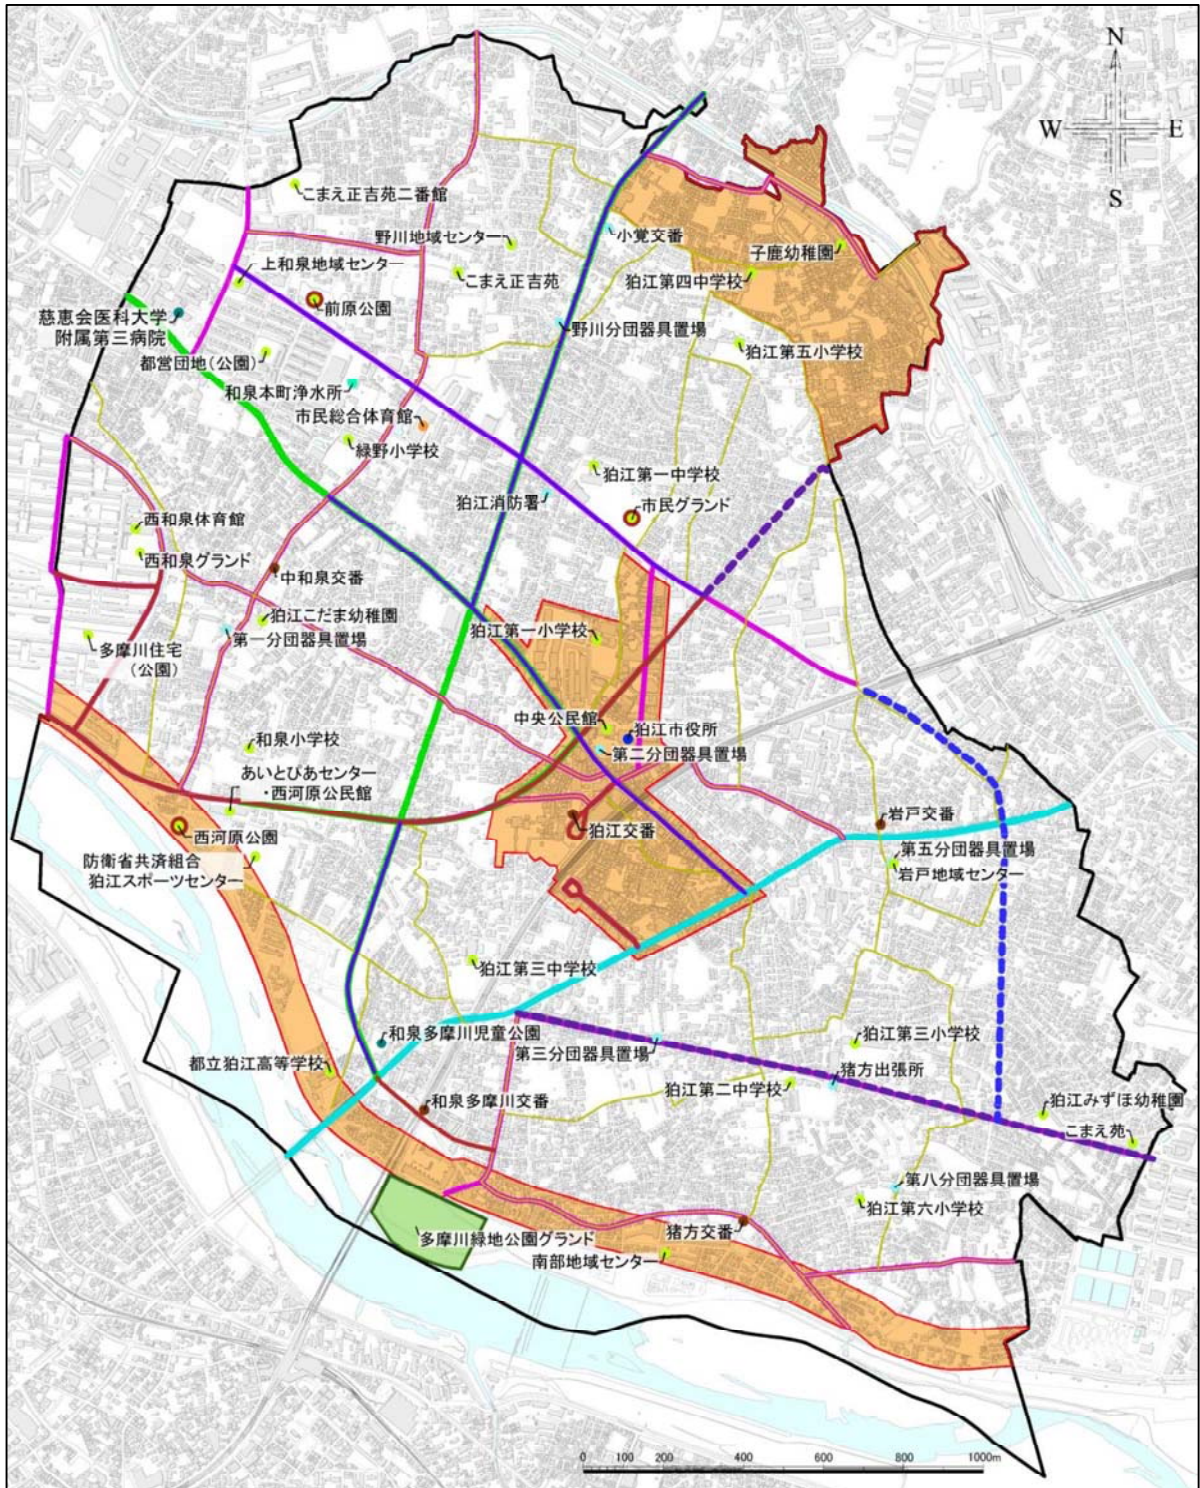 N
W
E
S
こまえ正吉苑二番館
野川地域センター
小覚交番
子鹿幼稚園
上和泉地域センター
こまえ正吉苑
狛江第四中学校
前原公園
慈恵会医科大学
附属第三病院
野川分団器具置場
都営団地(公園)
狛江第五小学校
和泉本町浄水所
市民総合体育館
緑野小学校
狛江第一中学校
狛江消防署
市民グランド
西和泉体育館
西和泉グランド
中和泉交番
狛江こだま幼稚園
第一分団器具置場
狛江第一小学校
多摩川住宅
(公園)
中央公民館
狛江市役所
和泉小学校
第二分団器具置場
あいとぴあセンター
・西河原公民館
西河原公園
狛江交番
岩戸交番
防衛省共済組合
狛江スポーツセンター
第五分団器具置場
岩戸地域センター
狛江第三中学校
和泉多摩川児童公園
狛江第三小学校
都立狛江高等学校
第三分団器具置場
猪方出張所
狛江第二中学校
和泉多摩川交番
狛江みずほ幼稚園
こまえ苑
第八分団器具置場
狛江第六小学校
多摩川緑地公園グランド
猪方交番
南部地域センター
0 100 200 400 600 800 1000m